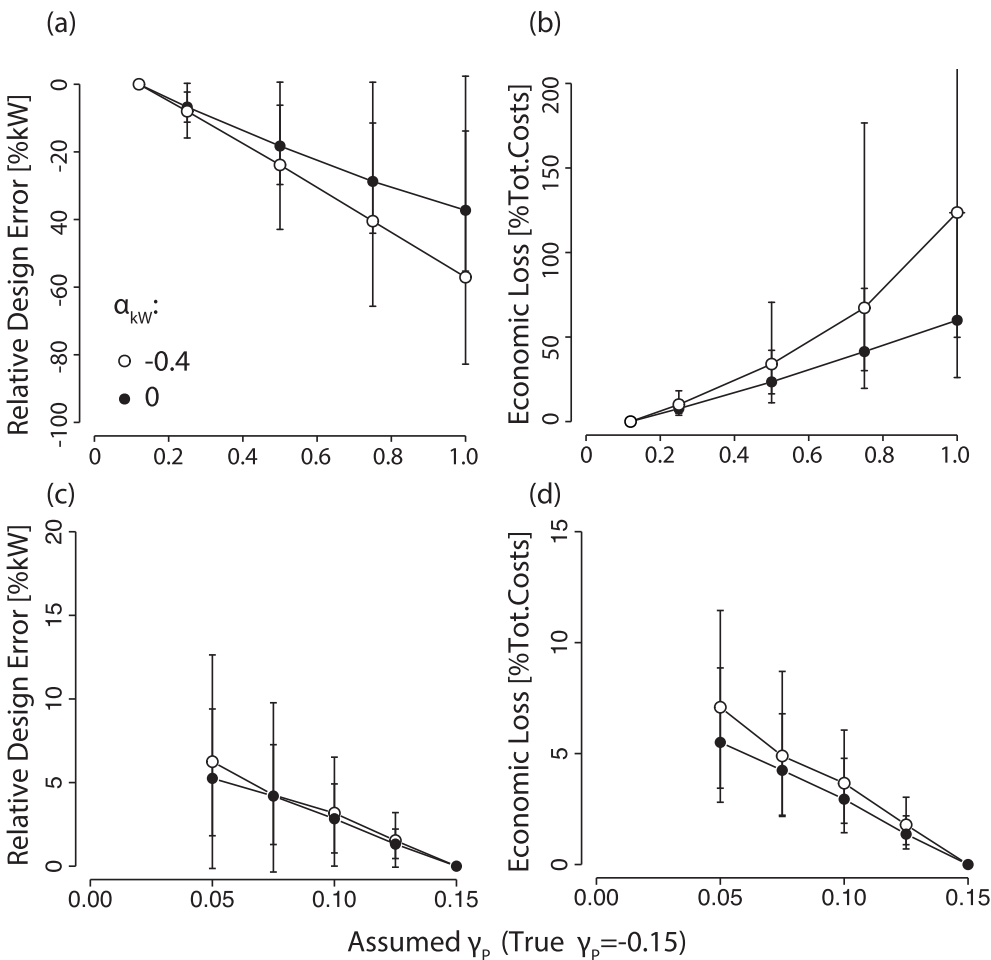 (a)
Relative Design Error [%kW]
0
-20
-40
-60
-80
-100
α_kW:
-0.4
0
0 0.2 0.4 0.6 0.8 1.0
(b)
Economic Loss [%Tot.Costs]
200
150
100
50
0
0 0.2 0.4 0.6 0.8 1.0
(c)
Relative Design Error [%kW]
20
15
10
5
0
0.00 0.05 0.10 0.15
(d)
Economic Loss [%Tot.Costs]
15
10
5
0
0.00 0.05 0.10 0.15
Assumed γ_P (True γ_P=-0.15)